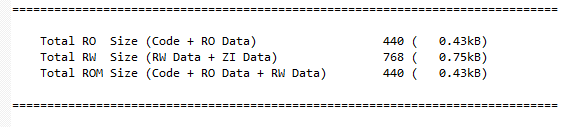 ==============================================================================
Total RO  Size (Code + RO Data)                  440 (   0.43kB)
Total RW  Size (RW Data + ZI Data)               768 (   0.75kB)
Total ROM Size (Code + RO Data + RW Data)        440 (   0.43kB)
==============================================================================